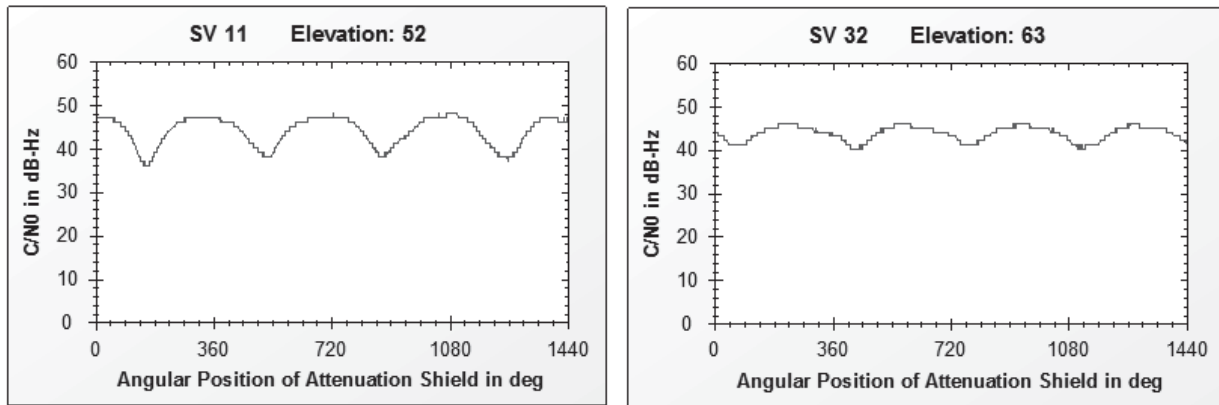 SV 11 Elevation: 52
60
50
40
30
20
10
0
C/N0 in dB-Hz
0 360 720 1080 1440
Angular Position of Attenuation Shield in deg
SV 32 Elevation: 63
60
50
40
30
20
10
0
C/N0 in dB-Hz
0 360 720 1080 1440
Angular Position of Attenuation Shield in deg